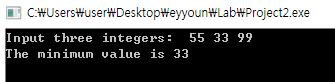 C:₩Users₩user₩Desktop₩eyyoun₩Lab₩Project2.exe
Input three integers:  55 33 99
The minimum value is 33